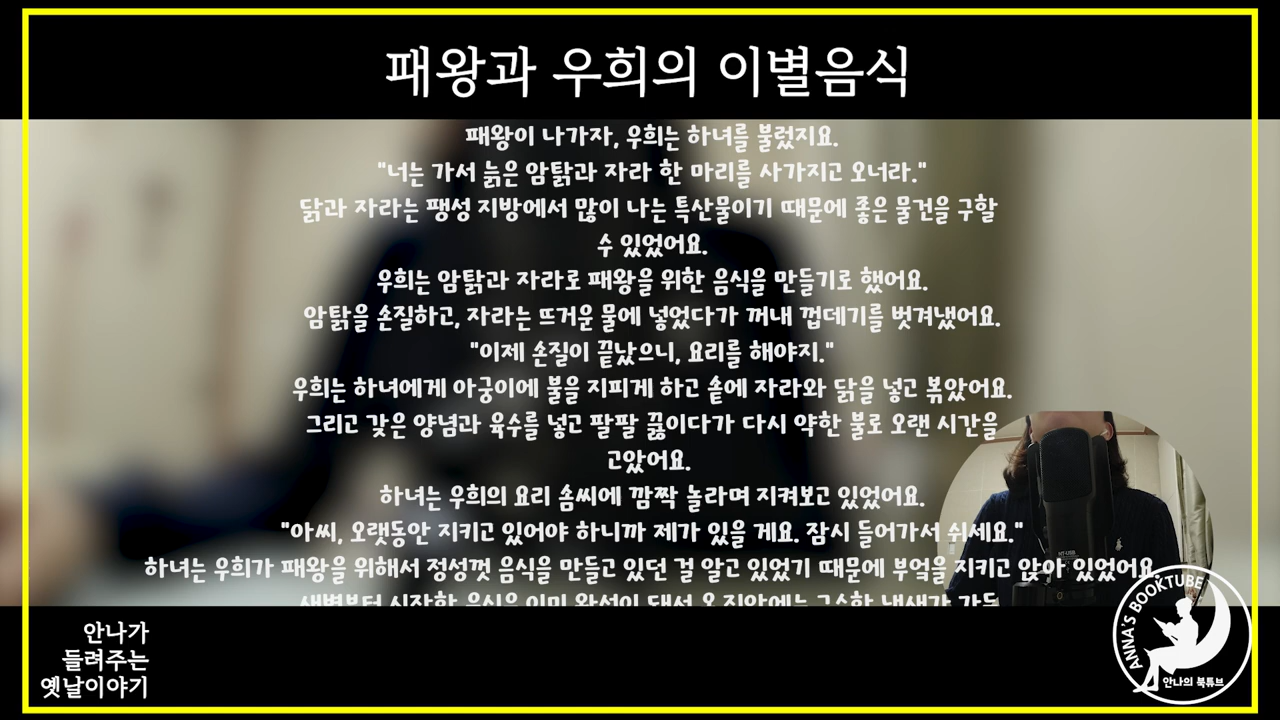 패왕과 우희의 이별음식
패왕이 나가자, 우희는 하녀를 불렀지요.
"너는 가서 늙은 암탉과 자라 한 마리를 사가지고 오너라."
닭과 자라는 팽성 지방에서 많이 나는 특산물이기 때문에 좋은 물건을 구할
수 있었어요.
우희는 암탉과 자라로 패왕을 위한 음식을 만들기로 했어요.
암탉을 손질하고, 자라는 뜨거운 물에 넣었다가 꺼내 껍데기를 벗겨냈어요.
"이제 손질이 끝났으니, 요리를 해야지."
우희는 하녀에게 아궁이에 불을 지피게 하고 솥에 자라와 닭을 넣고 볶았어요.
그리고 갖은 양념과 육수를 넣고 팔팔 끓이다가 다시 약한 불로 오랜 시간을
고았어요.
하녀는 우희의 요리 솜씨에 깜짝 놀라며 지켜보고 있었어요.
"아씨, 오랫동안 지키고 있어야 하니까 제가 있을 게요. 잠시 들어가서 쉬세요."
하녀는 우희가 패왕을 위해서 정성껏 음식을 만들고 있던 걸 알고 있었기 때문에 부엌을 지키고 앉아 있었어요.
NT-USB
안나가
들려주는
옛날이야기
ANNA'S BOOKTUBE
안나의 북튜브